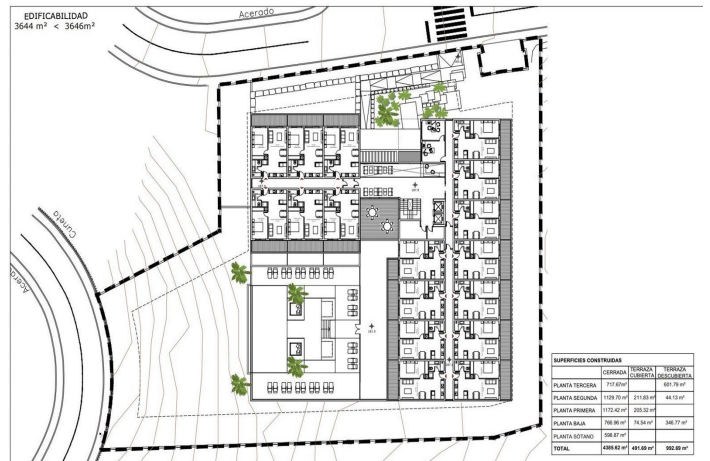 EDIFICABILIDAD
3644 m² < 3646m²
Acerado
Cuneta
SUPERFICIES CONSTRUIDAS
CERRADA TERRAZA CUBIERTA TERRAZA DESCUBIERTA
PLANTA TERCERA 717.67m² 601.79 m²
PLANTA SEGUNDA 1129.70 m² 211.83 m² 44.13 m²
PLANTA PRIMERA 1172.42 m² 205.32 m²
PLANTA BAJA 766.96 m² 74.54 m² 346.77 m²
PLANTA SÓTANO 598.87 m²
TOTAL 4385.62 m² 491.69 m² 992.69 m²